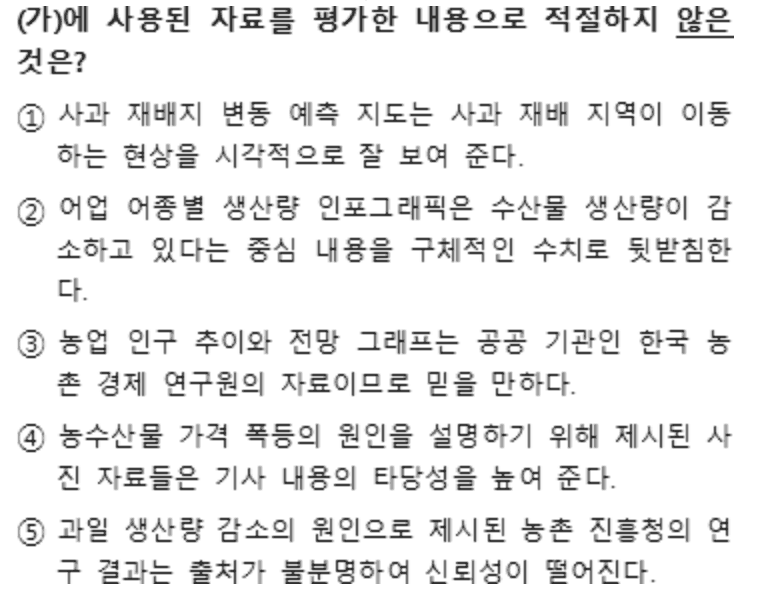 (가)에 사용된 자료를 평가한 내용으로 적절하지 않은
것은?
① 사과 재배지 변동 예측 지도는 사과 재배 지역이 이동
하는 현상을 시각적으로 잘 보여 준다.
② 어업 어종별 생산량 인포그래픽은 수산물 생산량이 감
소하고 있다는 중심 내용을 구체적인 수치로 뒷받침한
다.
③ 농업 인구 추이와 전망 그래프는 공공 기관인 한국 농
촌 경제 연구원의 자료이므로 믿을 만하다.
④ 농수산물 가격 폭등의 원인을 설명하기 위해 제시된 사
진 자료들은 기사 내용의 타당성을 높여 준다.
⑤ 과일 생산량 감소의 원인으로 제시된 농촌 진흥청의 연
구 결과는 출처가 불분명하여 신뢰성이 떨어진다.